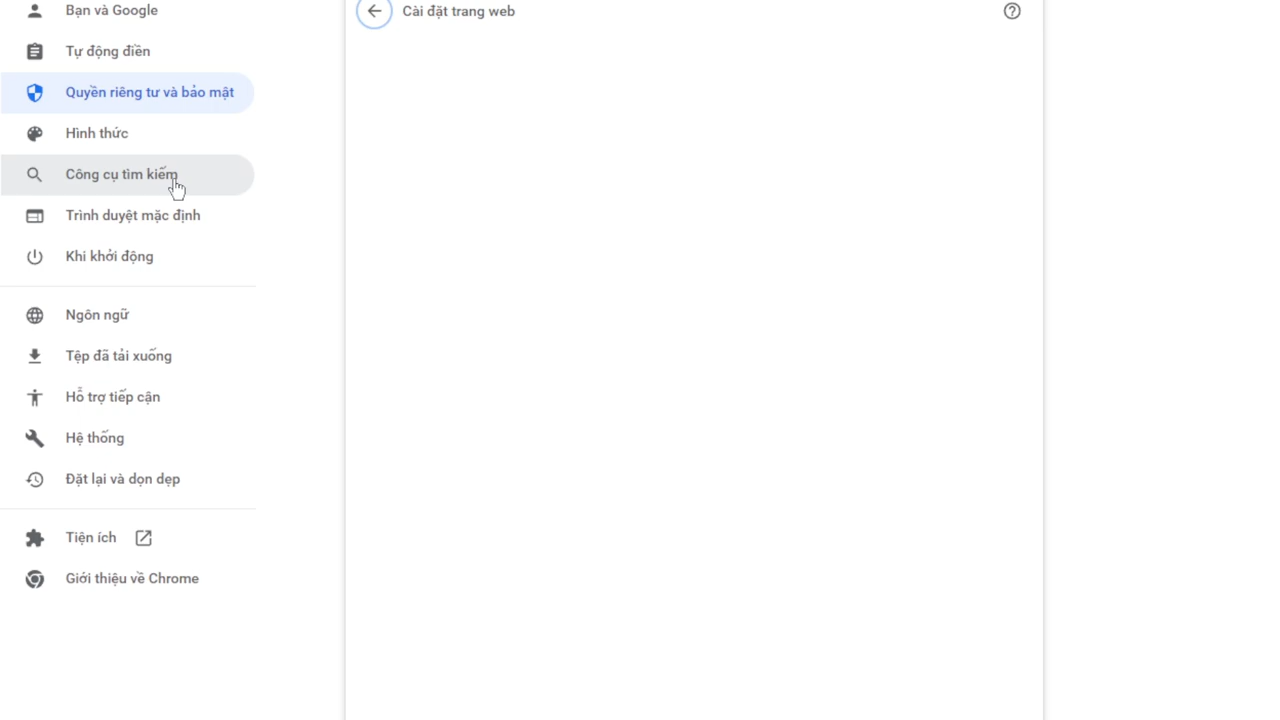 Bạn và Google
Cài đặt trang web
Tự động điền
Quyền riêng tư và bảo mật
Hình thức
Công cụ tìm kiếm
Trình duyệt mặc định
Khi khởi động
Ngôn ngữ
Tệp đã tải xuống
Hỗ trợ tiếp cận
Hệ thống
Đặt lại và dọn dẹp
Tiện ích
Giới thiệu về Chrome